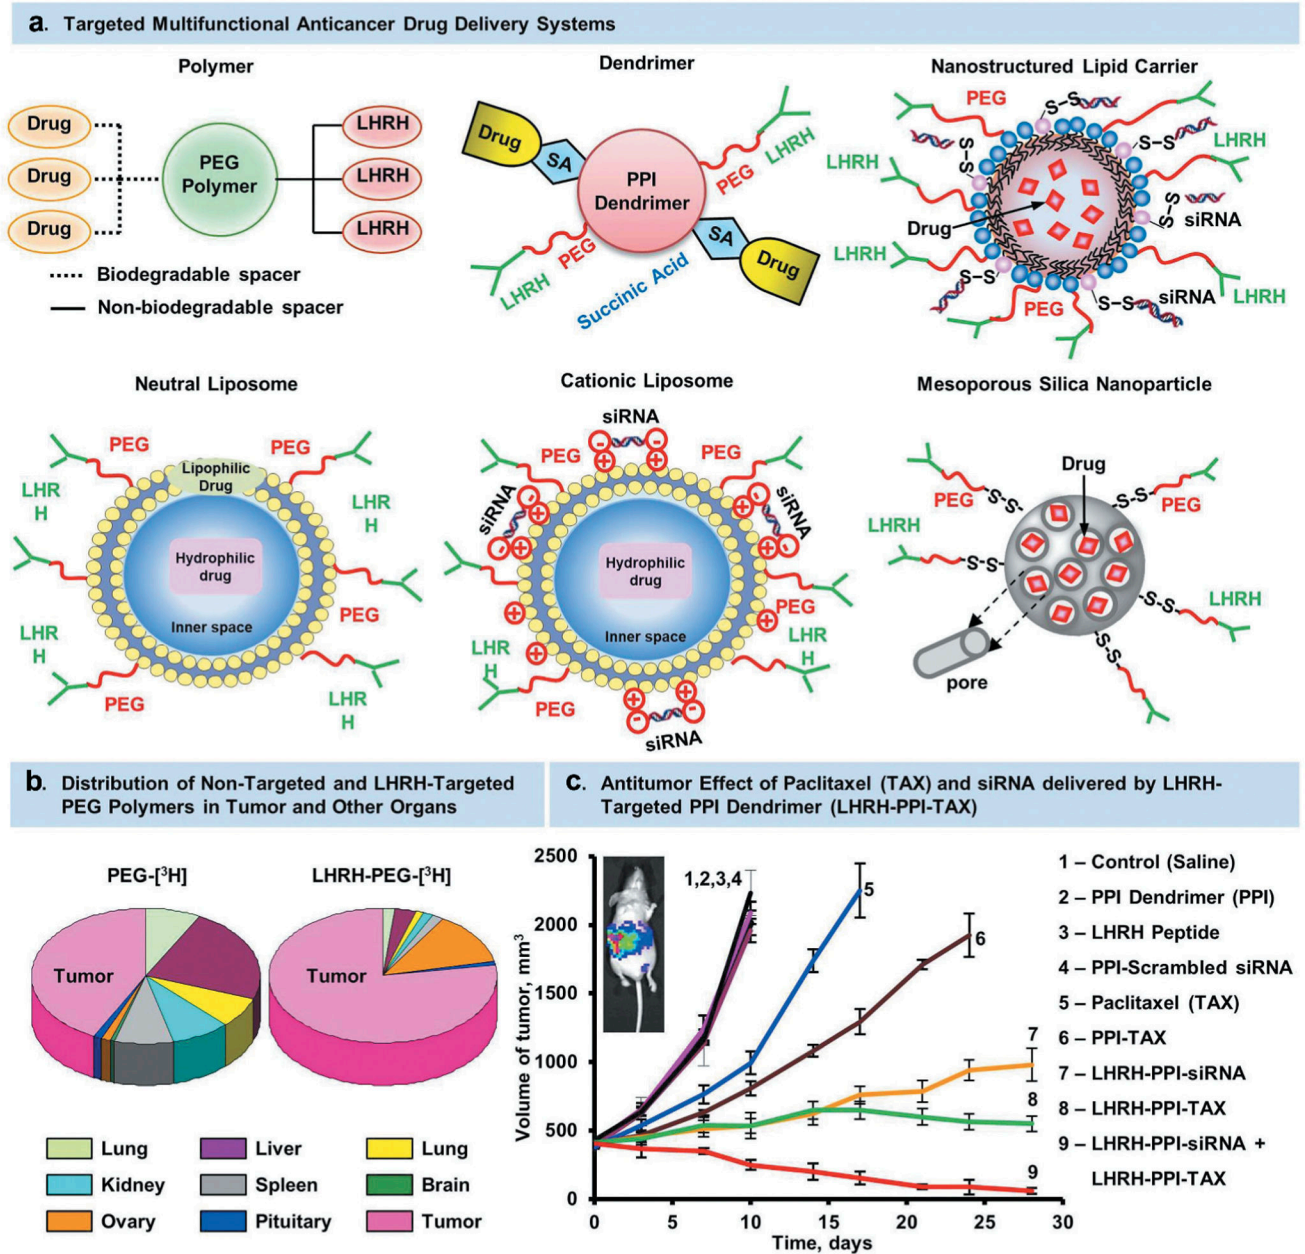 a. Targeted Multifunctional Anticancer Drug Delivery Systems
Polymer
Drug
Drug
Drug
PEG
Polymer
LHRH
LHRH
LHRH
Biodegradable spacer
Non-biodegradable spacer
Dendrimer
Drug
SA
PPI
Dendrimer
PEG
LHRH
LHRH
PEG
SA
Drug
Succinic Acid
Nanostructured Lipid Carrier
PEG
S-S
S-S
LHRH
LHRH
S-S
S-S
siRNA
Drug
LHRH
S-S
S-S
siRNA
LHRH
PEG
Neutral Liposome
PEG
PEG
Lipophilic
Drug
LHR
H
LHR
H
Hydrophilic
drug
Inner space
PEG
LHR
H
PEG
LHR
H
Cationic Liposome
siRNA
- -
+ +
PEG
PEG
siRNA
-
+
- +
siRNA
-
+
+ -
Hydrophilic
drug
Inner space
+
PEG
+
LHR
H
+
LHR
H
PEG
+ +
- -
siRNA
Mesoporous Silica Nanoparticle
Drug
PEG
S-S
S-S
PEG
LHRH
S-S
S-S
LHRH
S-S
pore
b. Distribution of Non-Targeted and LHRH-Targeted
PEG Polymers in Tumor and Other Organs
PEG-[³H]
LHRH-PEG-[³H]
Tumor
Tumor
Lung
Liver
Lung
Kidney
Spleen
Brain
Ovary
Pituitary
Tumor
c. Antitumor Effect of Paclitaxel (TAX) and siRNA delivered by LHRH-
Targeted PPI Dendrimer (LHRH-PPI-TAX)
Volume of tumor, mm³
2500
2000
1500
1000
500
0
0 5 10 15 20 25 30
Time, days
1,2,3,4
5
6
7
8
9
1 – Control (Saline)
2 – PPI Dendrimer (PPI)
3 – LHRH Peptide
4 – PPI-Scrambled siRNA
5 – Paclitaxel (TAX)
6 – PPI-TAX
7 – LHRH-PPI-siRNA
8 – LHRH-PPI-TAX
9 – LHRH-PPI-siRNA +
LHRH-PPI-TAX